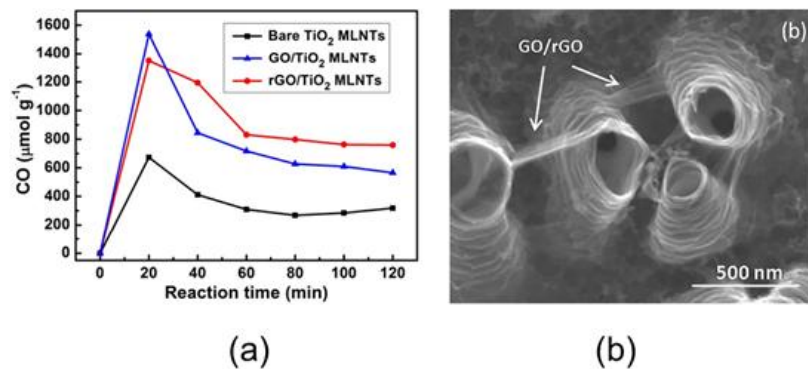 1600
1400
1200
1000
800
600
400
200
0
CO (μmol g⁻¹)
Bare TiO₂ MLNTs
GO/TiO₂ MLNTs
rGO/TiO₂ MLNTs
0 20 40 60 80 100 120
Reaction time (min)
(a)
(b)
GO/rGO
500 nm
(b)